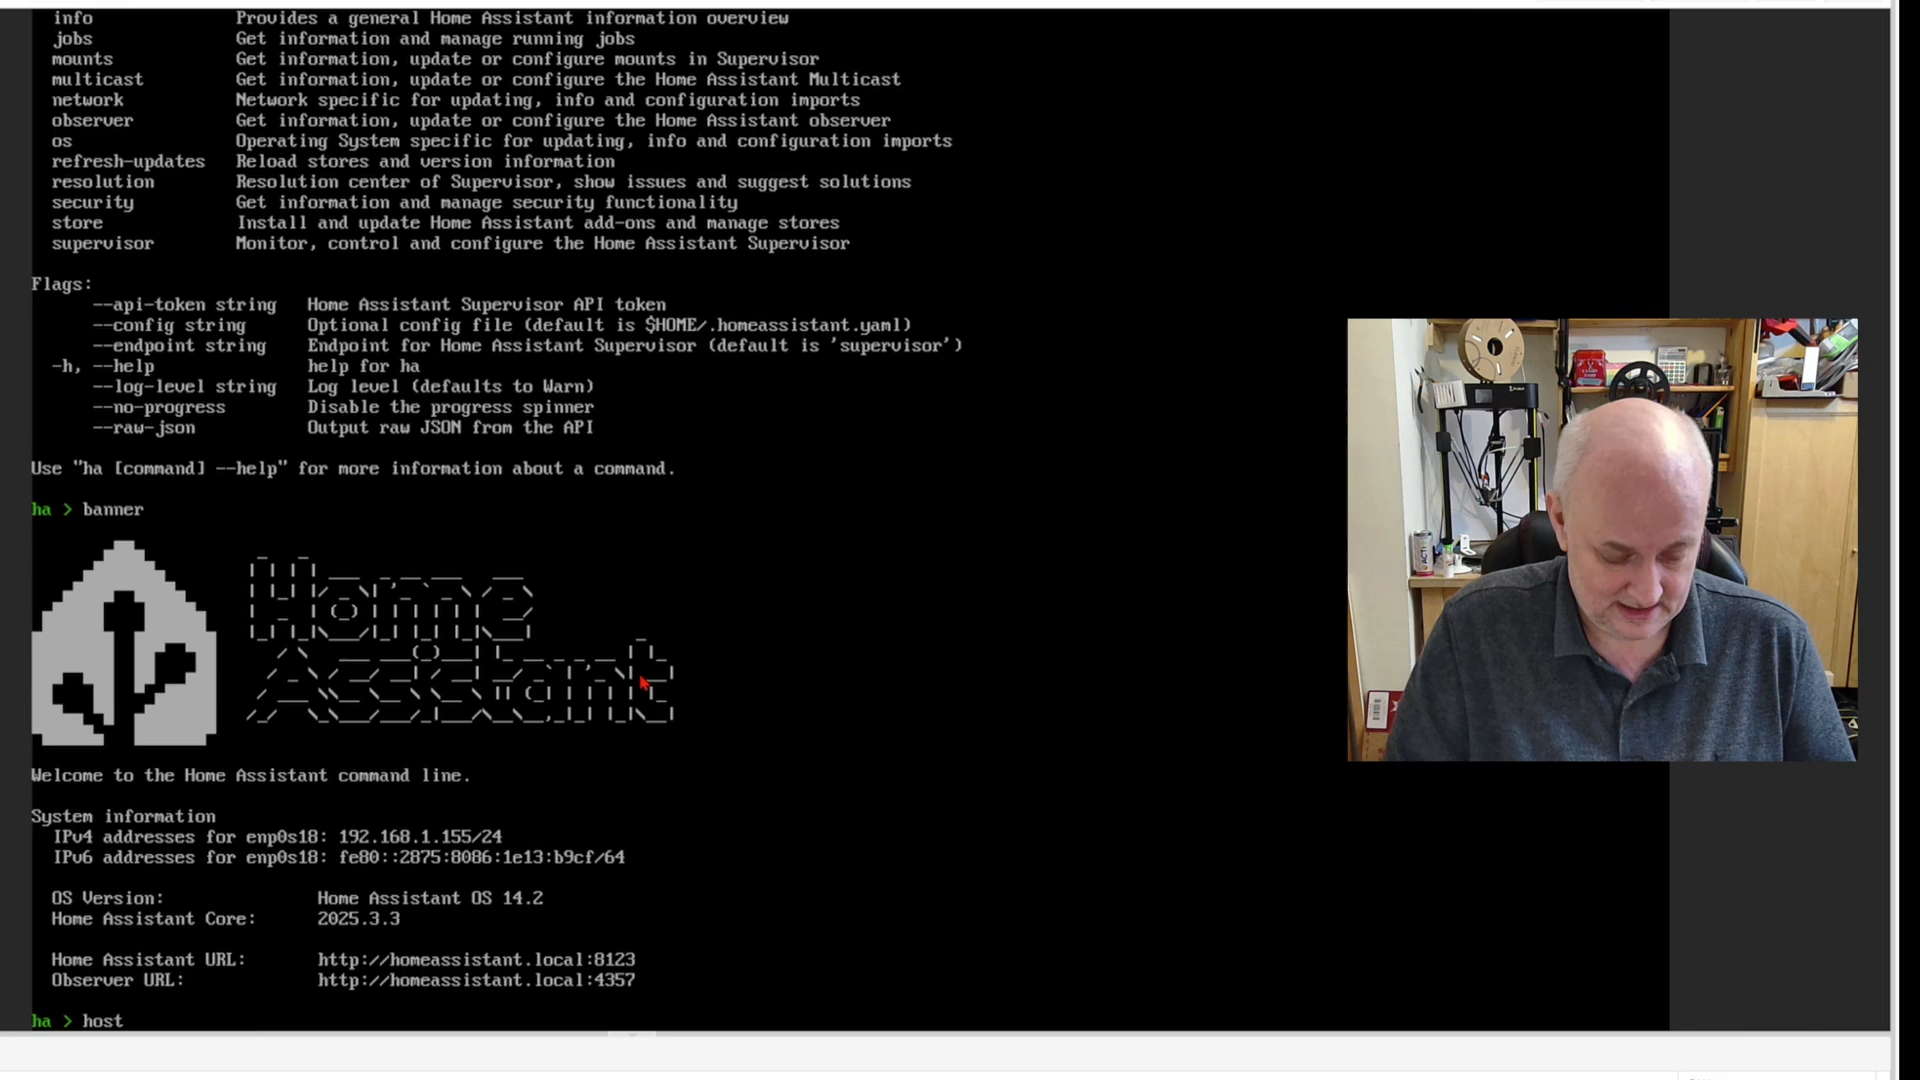 info Provides a general Home Assistant information overview
jobs Get information and manage running jobs
mounts Get information, update or configure mounts in Supervisor
multicast Get information, update or configure the Home Assistant Multicast
network Network specific for updating, info and configuration imports
observer Get information, update or configure the Home Assistant observer
os Operating System specific for updating, info and configuration imports
refresh-updates Reload stores and version information
resolution Resolution center of Supervisor, show issues and suggest solutions
security Get information and manage security functionality
store Install and update Home Assistant add-ons and manage stores
supervisor Monitor, control and configure the Home Assistant Supervisor
Flags:
--api-token string Home Assistant Supervisor API token
--config string Optional config file (default is $HOME/.homeassistant.yaml)
--endpoint string Endpoint for Home Assistant Supervisor (default is 'supervisor')
-h, --help help for ha
--log-level string Log level (defaults to Warn)
--no-progress Disable the progress spinner
--raw-json Output raw JSON from the API
Use "ha [command] --help" for more information about a command.
ha > banner
Home
Assistant
Welcome to the Home Assistant command line.
System information
IPv4 addresses for enp0s18: 192.168.1.155/24
IPv6 addresses for enp0s18: fe80::2875:8086:1e13:b9cf/64
OS Version: Home Assistant OS 14.2
Home Assistant Core: 2025.3.3
Home Assistant URL: http://homeassistant.local:8123
Observer URL: http://homeassistant.local:4357
ha > host